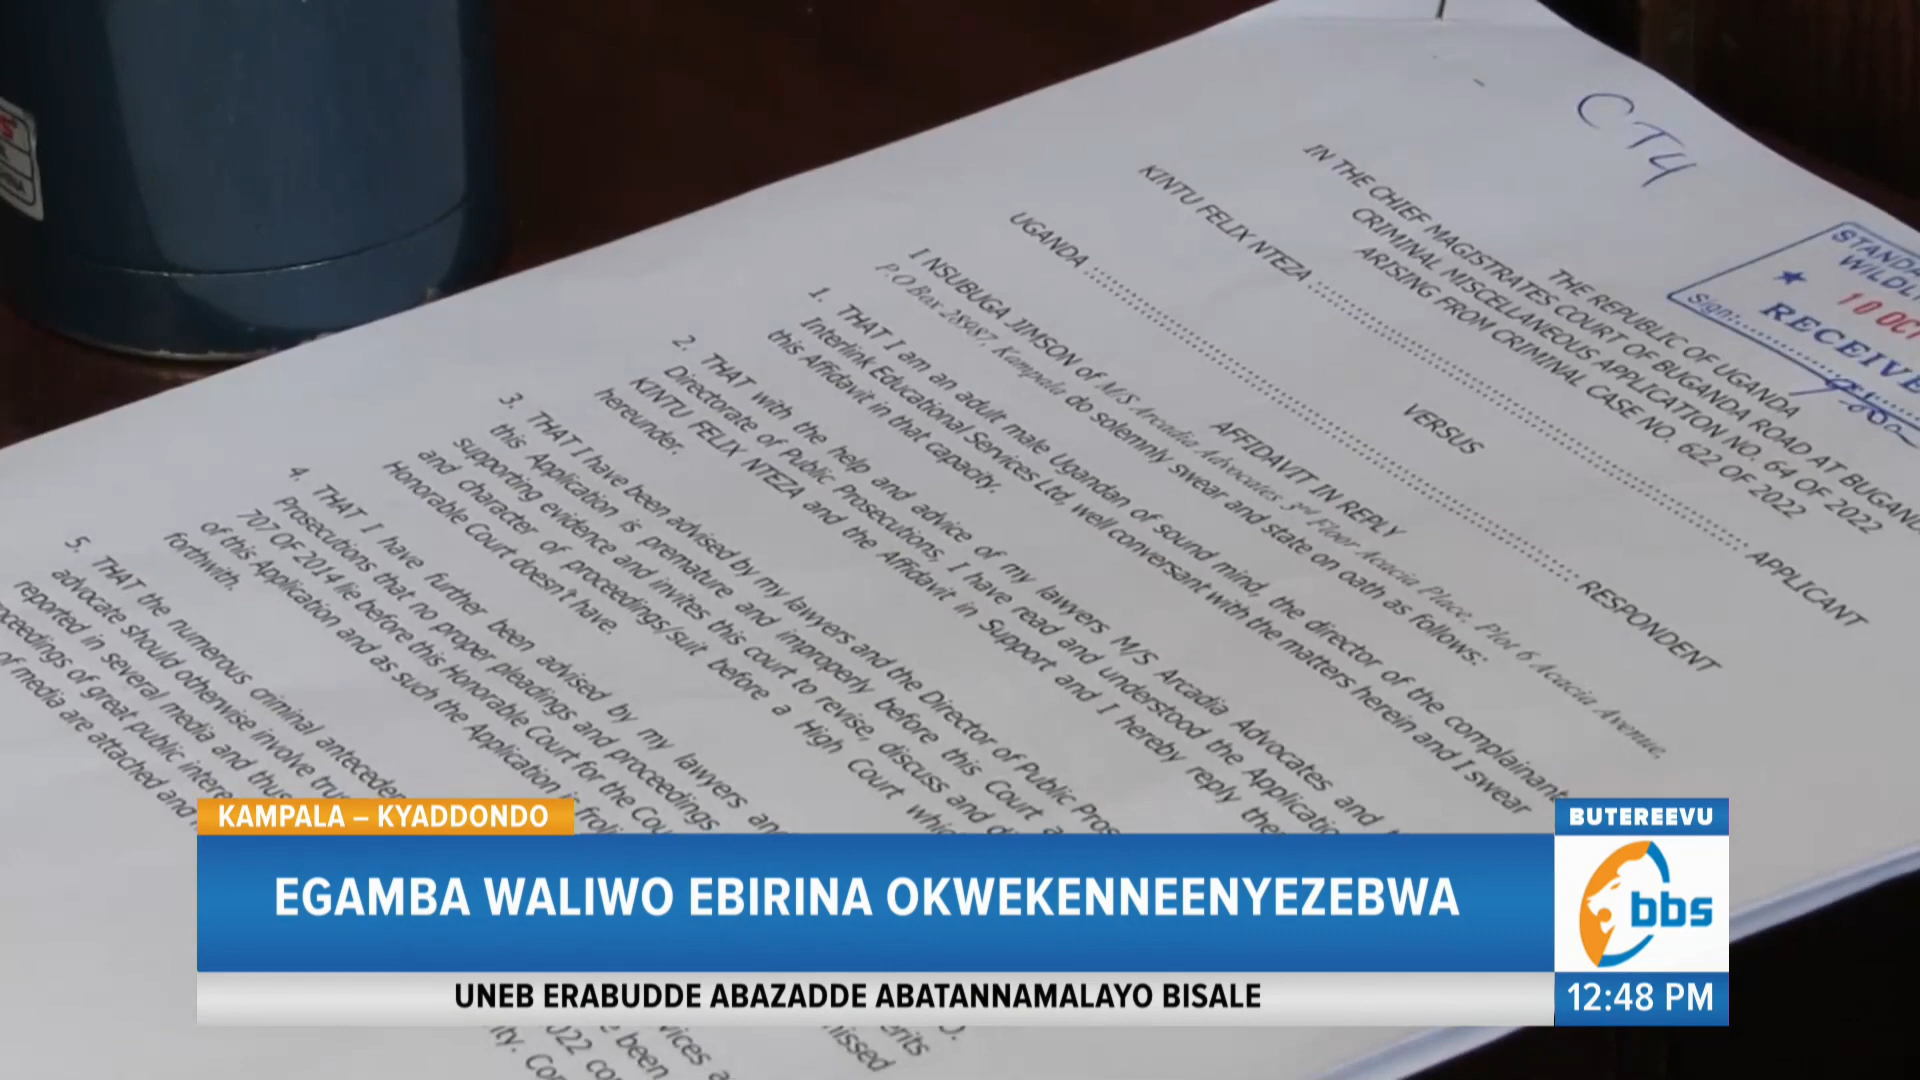 CT4
THE REPUBLIC OF UGANDA
IN THE CHIEF MAGISTRATES COURT OF BUGANDA ROAD AT
CRIMINAL MISCELLANEOUS APPLICATION NO. 64 OF 2022
ARISING FROM CRIMINAL CASE NO. 622 OF 2022
KINTU FELIX NTEZA :::::::::::::::::::::::::::::::::::::::::::::::: APPLICANT
VERSUS
UGANDA :::::::::::::::::::::::::::::::::::::::::::::::::::::::: RESPONDENT
AFFIDAVIT IN REPLY
I NSUBUGA JIMSON of M/S Arcadia Advocates 3rd Floor Acacia Place, Plot 6 Acacia Avenue,
P.O Box 28987, Kampala do solemnly swear and state on oath as follows:
1. THAT I am an adult male Ugandan of sound mind, the director of the complainant
Interlink Educational Services Ltd, well conversant with the matters herein and I swear
this Affidavit in that capacity.
2. THAT with the help and advice of my lawyers M/S Arcadia Advocates and
Directorate of Public Prosecutions, I have read and understood the
KINTU FELIX NTEZA and the Affidavit in Support and I hereby reply
hereunder.
3. THAT I have been advised by my lawyers and the Director of Public
this Application is premature and improperly before this Court
supporting evidence and invites this court to revise, discuss and
and character of proceedings/suit before a High Court
Honorable Court doesn't have.
4. THAT I have further been advised by my lawyers
Prosecutions that no proper pleadings and proceedings
707 OF 2014 lie before this Honorable Court for the
of this Application and as such the Application is
forthwith.
5. THAT the numerous criminal
advocate should otherwise involve
reported in several media and
of great public
of media are attached and
RECEIVE
10 OCT
Sign:
KAMPALA – KYADDONDO
EGAMBA WALIWO EBIRINA OKWEKENNEENYEZEBWA
UNEB ERABUDDE ABAZADDE ABATANNAMALAYO BISALE
BUTEREEVU
bbs
12:48 PM